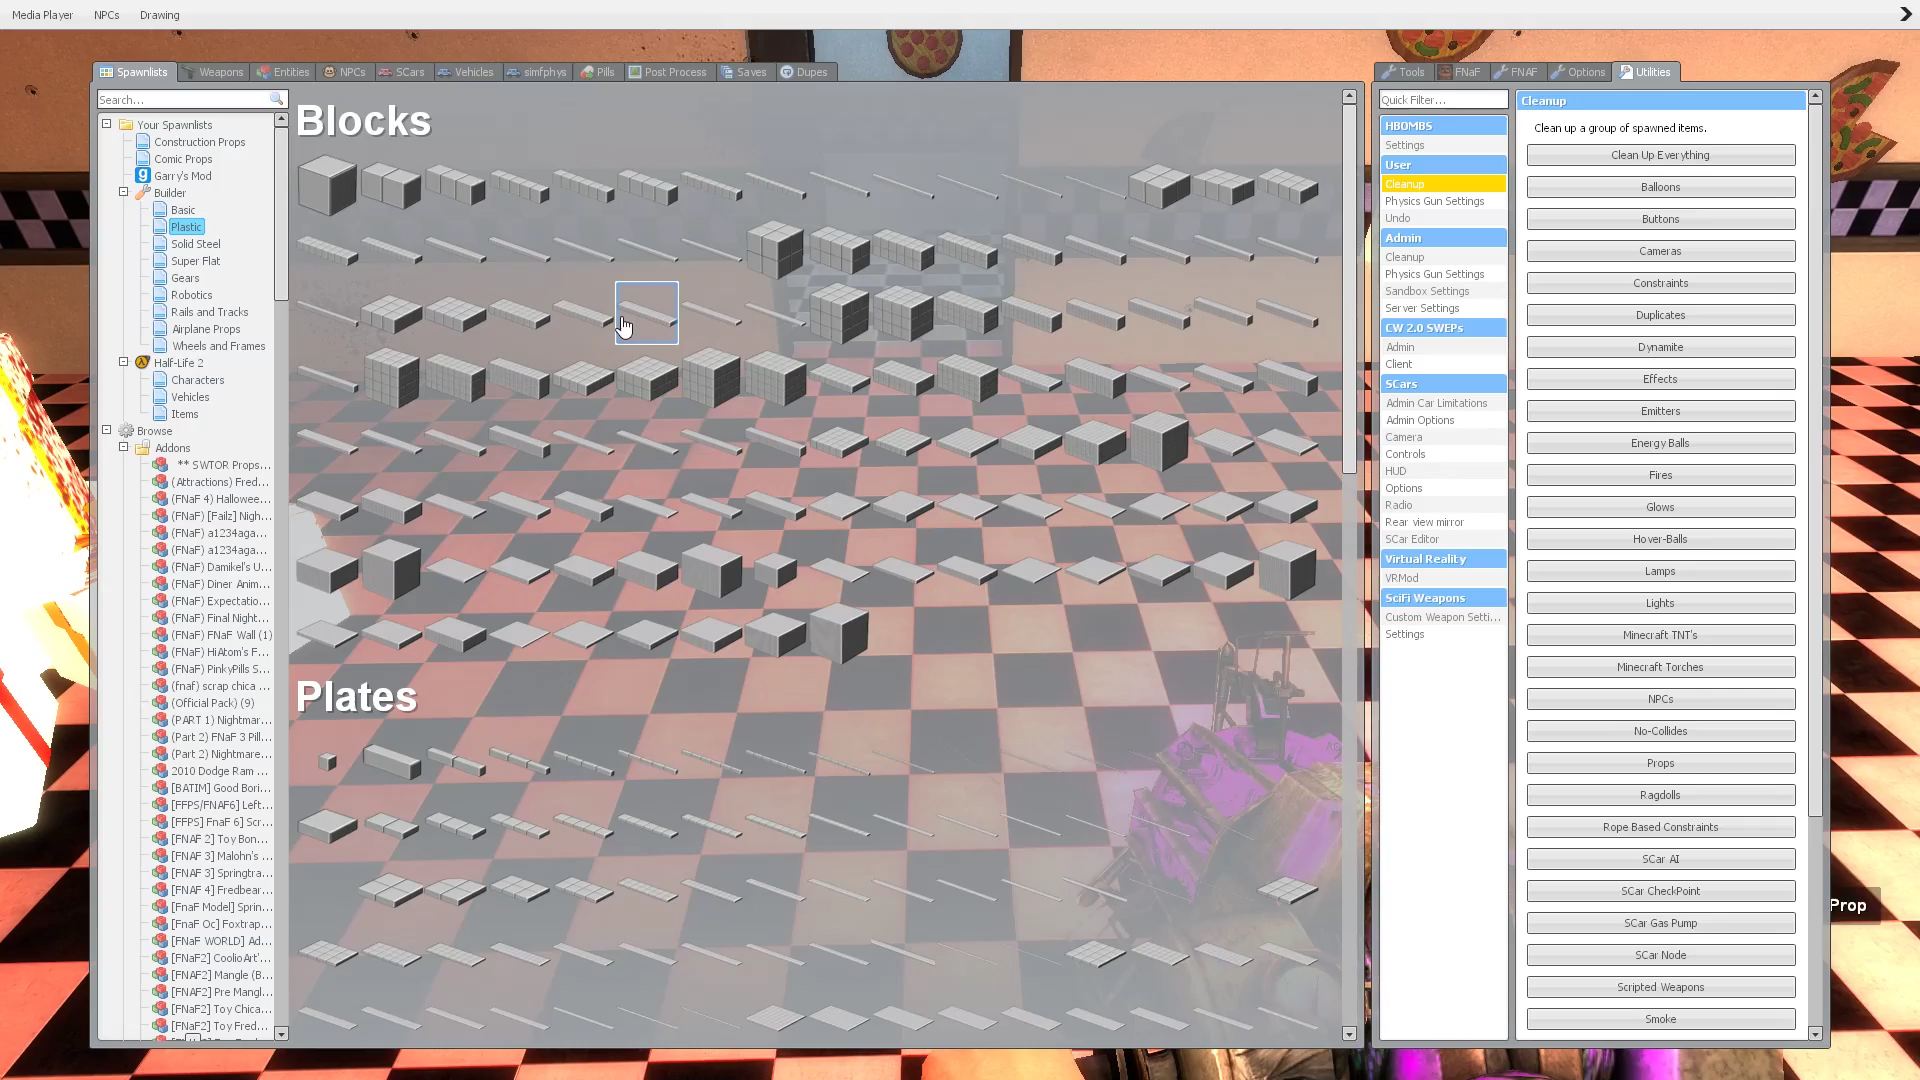 Media Player NPCs Drawing
Spawnlists Weapons Entities NPCs SCars Vehicles simfphys Pills Post Process Saves Dupes
Search...
Your Spawnlists
Construction Props
Comic Props
Garry's Mod
Builder
Basic
Plastic
Solid Steel
Super Flat
Gears
Robotics
Rails and Tracks
Airplane Props
Wheels and Frames
Half-Life 2
Characters
Vehicles
Items
Browse
Addons
** SWTOR Props...
(Attractions) Fred...
(FNaF 4) Hallowee...
(FNaF) [Failz] Nigh...
(FNaF) a1234aga...
(FNaF) a1234aga...
(FNaF) Damikel's U...
(FNaF) Diner Anim...
(FNaF) Expectatio...
(FNaF) Final Night...
(FNaF) FNaF Wall (1)
(FNaF) HiAtom's F...
(FNaF) PinkyPills S...
(fnaf) scrap chica ...
(Official Pack) (9)
(PART 1) Nightmar...
(Part 2) FNaF 3 Pill...
(Part 2) Nightmare...
2010 Dodge Ram ...
[BATIM] Good Bori...
[FFPS/FNAF6] Left...
[FFPS] FnaF 6] Scr...
[FNAF 2] Toy Bon...
[FNAF 3] Malohn's ...
[FNAF 3] Springtra...
[FNAF 4] Fredbear...
[FnaF Model] Sprin...
[FnaF Oc] Foxtrap...
[FNaF WORLD] Ad...
[FNaF2] CoolioArt'...
[FNAF2] Mangle (B...
[FNAF2] Pre Mangl...
[FNaF2] Toy Chica...
[FNaF2] Toy Fred...
Blocks
Plates
Tools FNaF FNAF Options Utilities
Quick Filter...
HBOMBS
Settings
User
Cleanup
Physics Gun Settings
Undo
Admin
Cleanup
Physics Gun Settings
Sandbox Settings
Server Settings
CW 2.0 SWEPs
Admin
Client
SCars
Admin Car Limitations
Admin Options
Camera
Controls
HUD
Options
Radio
Rear view mirror
SCar Editor
Virtual Reality
VRMod
SciFi Weapons
Custom Weapon Setti...
Settings
Cleanup
Clean up a group of spawned items.
Clean Up Everything
Balloons
Buttons
Cameras
Constraints
Duplicates
Dynamite
Effects
Emitters
Energy Balls
Fires
Glows
Hover-Balls
Lamps
Lights
Minecraft TNT's
Minecraft Torches
NPCs
No-Collides
Props
Ragdolls
Rope Based Constraints
SCar AI
SCar CheckPoint
SCar Gas Pump
SCar Node
Scripted Weapons
Smoke
Prop